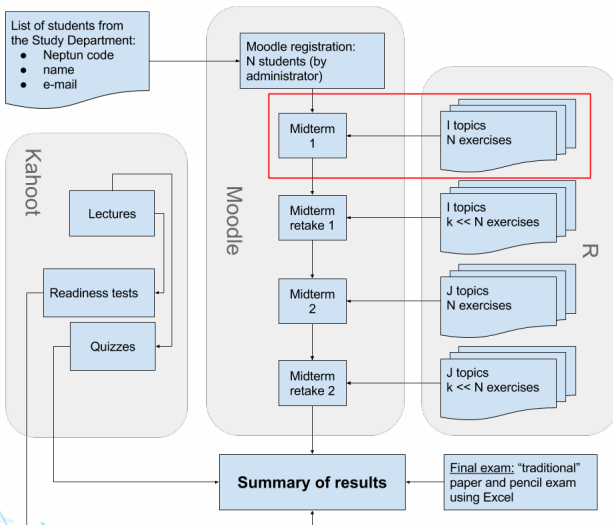 List of students from
the Study Department:
● Neptun code
● name
● e-mail
Moodle registration:
N students (by
administrator)
Kahoot
Lectures
Readiness tests
Quizzes
Moodle
Midterm
1
Midterm
retake 1
Midterm
2
Midterm
retake 2
R
I topics
N exercises
I topics
k << N exercises
J topics
N exercises
J topics
k << N exercises
Summary of results
Final exam: “traditional”
paper and pencil exam
using Excel